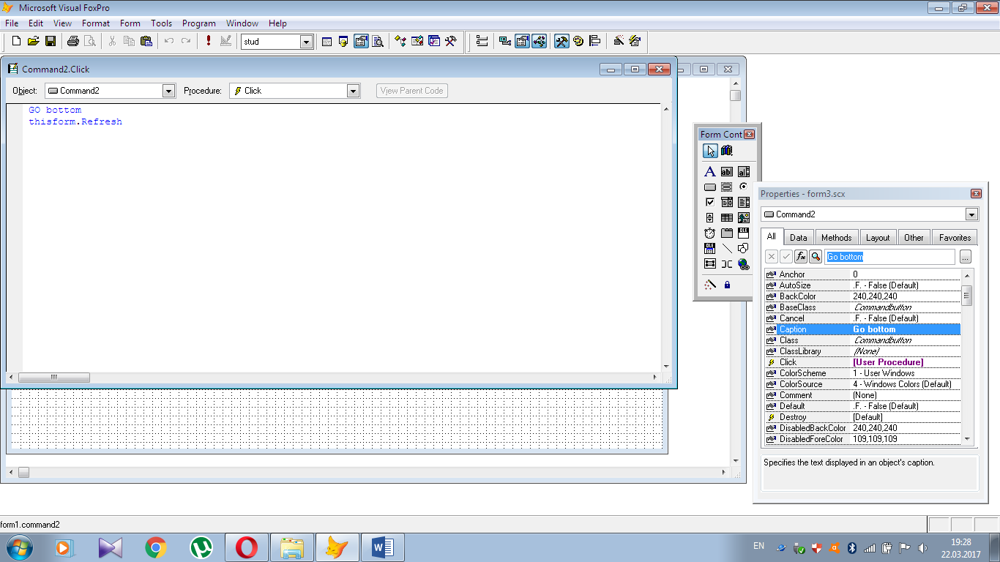 Microsoft Visual FoxPro
File Edit View Format Form Tools Program Window Help
stud
Command2.Click
Object: Command2 Procedure: Click View Parent Code
GO bottom
thisform.Refresh
Form Cont
A abl al
OLE
OLE
Properties - form3.scx
Command2
All Data Methods Layout Other Favorites
fx Go bottom ...
Anchor 0
AutoSize .F. - False (Default)
BackColor 240,240,240
BaseClass Commandbutton
Cancel .F. - False (Default)
Caption Go bottom
Class Commandbutton
ClassLibrary (None)
Click [User Procedure]
ColorScheme 1 - User Windows
ColorSource 4 - Windows Colors (Default)
Comment (None)
Default .F. - False (Default)
Destroy [Default]
DisabledBackColor 240,240,240
DisabledForeColor 109,109,109
Specifies the text displayed in an object's caption.
form1.command2
EN 19:28
22.03.2017